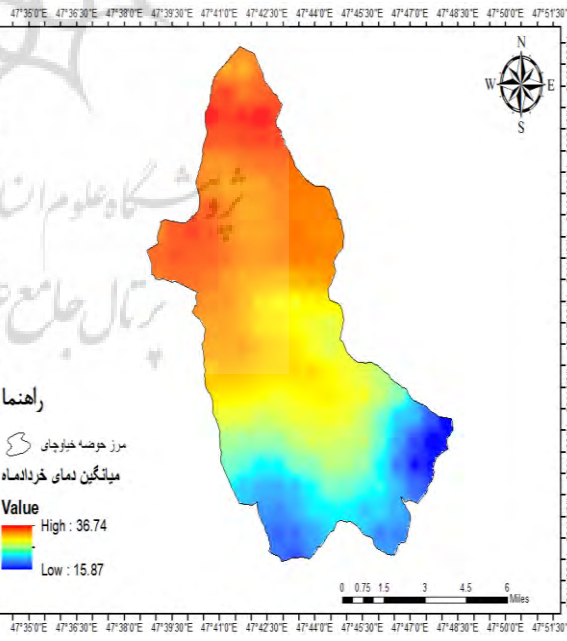 47°35'0"E 47°36'30"E 47°38'0"E 47°39'30"E 47°41'0"E 47°42'30"E 47°44'0"E 47°45'30"E 47°47'0"E 47°48'30"E 47°50'0"E 47°51'30"
N
W E
S
پرتال جامع
راهنما
مرز حوضه خیاوچای
میانگین دمای خردادماه
Value
High : 36.74
Low : 15.87
0 0.75 1.5 3 4.5 6
Miles
47°35'0"E 47°36'30"E 47°38'0"E 47°39'30"E 47°41'0"E 47°42'30"E 47°44'0"E 47°45'30"E 47°47'0"E 47°48'30"E 47°50'0"E 47°51'30"